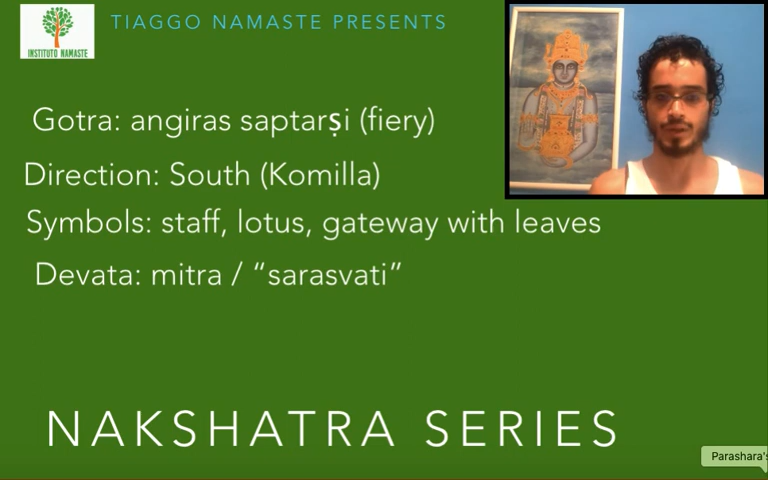 INSTITUTO NAMASTE
TIAGGO NAMASTE PRESENTS
Gotra: angiras saptarṣi (fiery)
Direction: South (Komilla)
Symbols: staff, lotus, gateway with leaves
Devata: mitra / “sarasvati”
NAKSHATRA SERIES
Parashara's